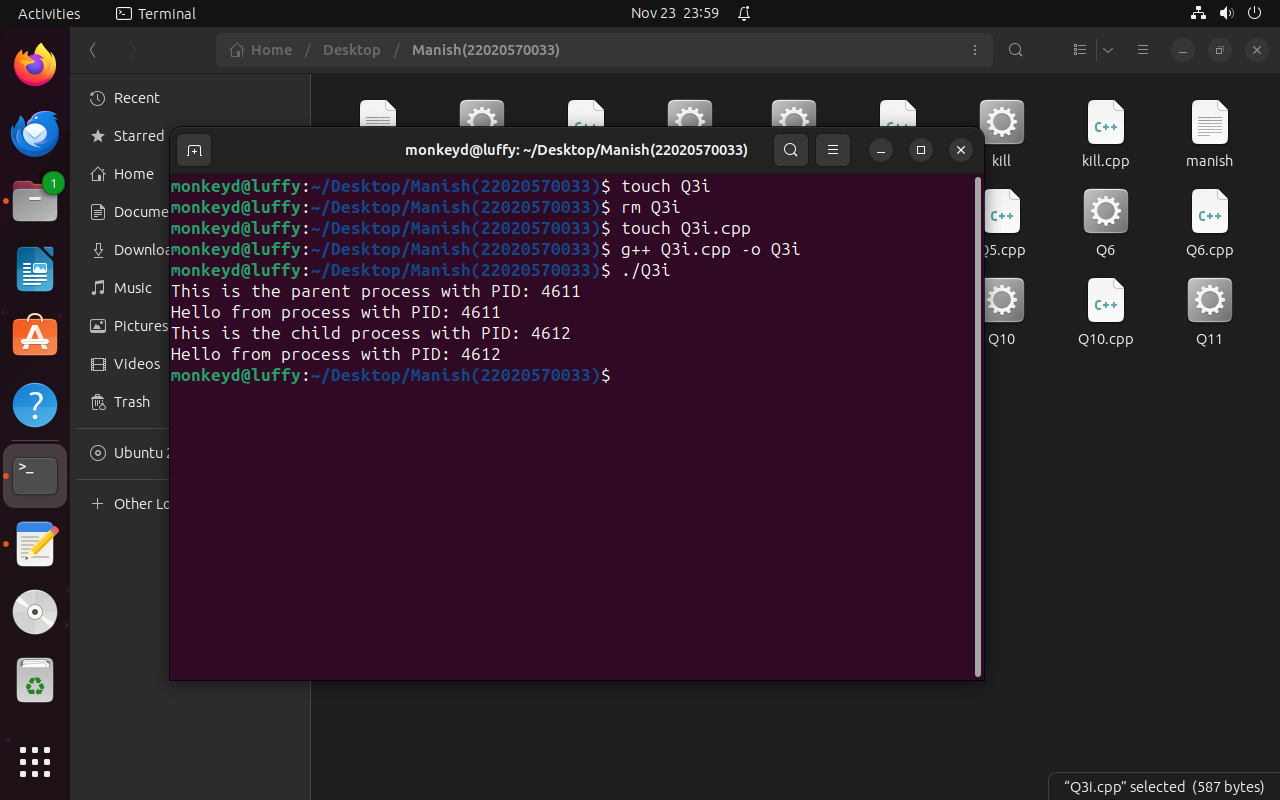 Activities
Terminal
Nov 23 23:59
Home / Desktop / Manish(22020570033)
Recent
Starred
Home
Docume
Downloa
Music
Pictures
Videos
Trash
Ubuntu 2
+ Other Lo
1
C++
C++
C++
kill
C++
kill.cpp
manish
C++
Q5.cpp
Q6
C++
Q6.cpp
Q10
C++
Q10.cpp
Q11
monkeyd@luffy: ~/Desktop/Manish(22020570033)
monkeyd@luffy:~/Desktop/Manish(22020570033)$ touch Q3i
monkeyd@luffy:~/Desktop/Manish(22020570033)$ rm Q3i
monkeyd@luffy:~/Desktop/Manish(22020570033)$ touch Q3i.cpp
monkeyd@luffy:~/Desktop/Manish(22020570033)$ g++ Q3i.cpp -o Q3i
monkeyd@luffy:~/Desktop/Manish(22020570033)$ ./Q3i
This is the parent process with PID: 4611
Hello from process with PID: 4611
This is the child process with PID: 4612
Hello from process with PID: 4612
monkeyd@luffy:~/Desktop/Manish(22020570033)$
>_
?
“Q3i.cpp” selected (587 bytes)